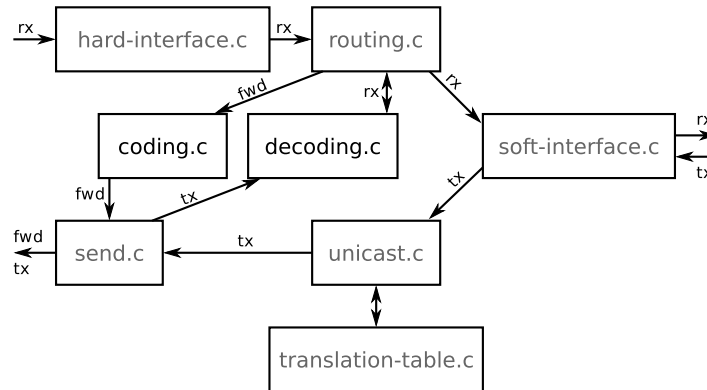 rx
hard-interface.c
rx
routing.c
fwd
rx
rx
coding.c
decoding.c
soft-interface.c
rx
tx
fwd
tx
tx
fwd
tx
send.c
tx
unicast.c
translation-table.c